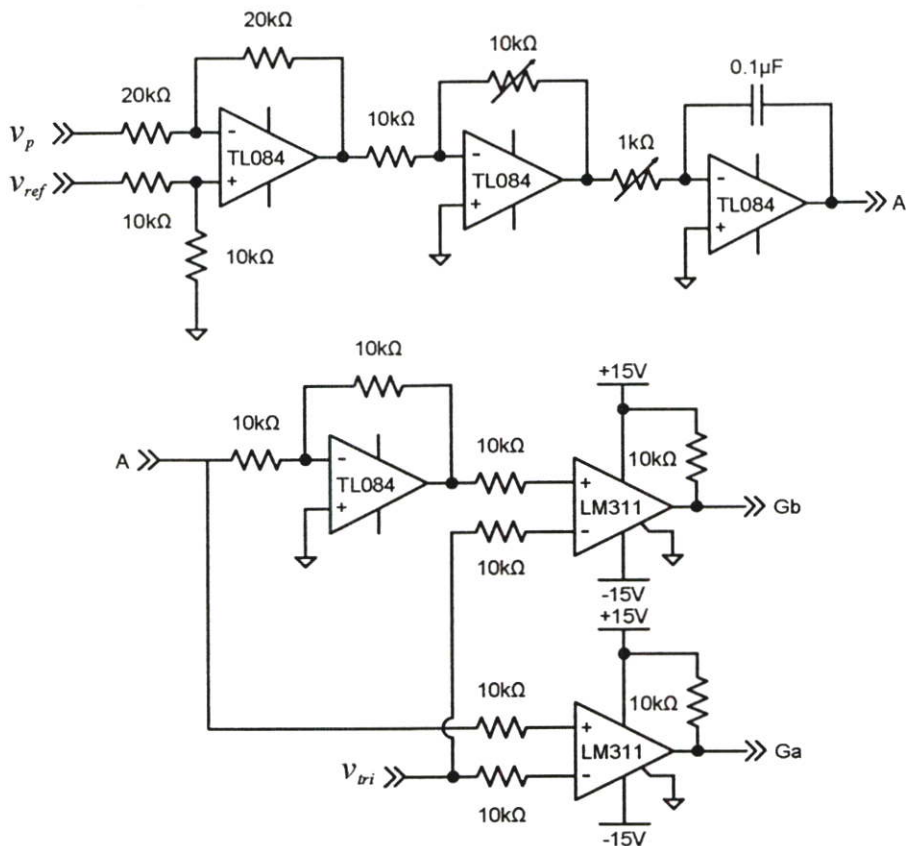 20kΩ
10kΩ
0.1µF
20kΩ
v_p
-
TL084
+
10kΩ
-
TL084
+
1kΩ
-
TL084
+
A
v_ref
10kΩ
10kΩ
10kΩ
+15V
10kΩ
A
-
TL084
+
10kΩ
+
LM311
-
10kΩ
Gb
10kΩ
-15V
+15V
10kΩ
+
LM311
-
10kΩ
Ga
v_tri
10kΩ
-15V